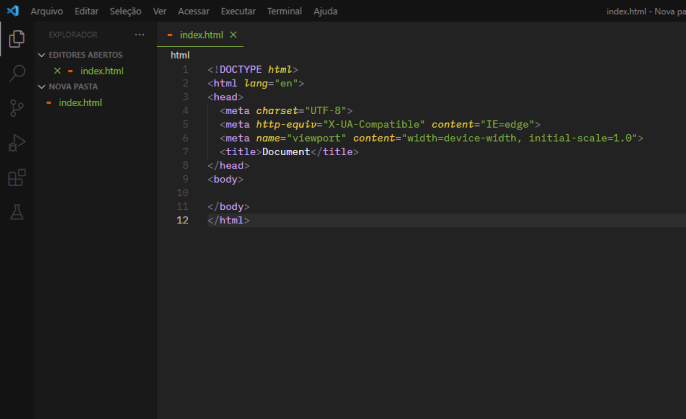 Arquivo Editar Seleção Ver Acessar Executar Terminal Ajuda index.html - Nova pa
EXPLORADOR ···
EDITORES ABERTOS
index.html
NOVA PASTA
index.html
index.html
html
1 <!DOCTYPE html>
2 <html lang="en">
3 <head>
4 <meta charset="UTF-8">
5 <meta http-equiv="X-UA-Compatible" content="IE=edge">
6 <meta name="viewport" content="width=device-width, initial-scale=1.0">
7 <title>Document</title>
8 </head>
9 <body>
10
11 </body>
12 </html>